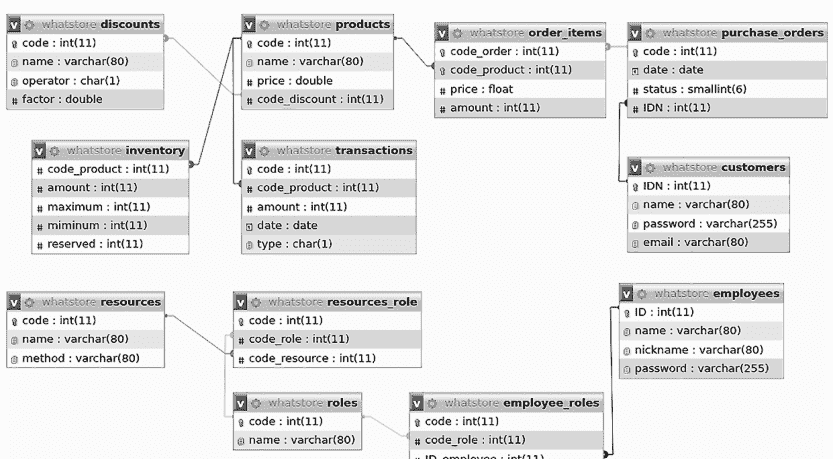 whatstore discounts
code : int(11)
name : varchar(80)
operator : char(1)
factor : double
whatstore products
code : int(11)
name : varchar(80)
price : double
code_discount : int(11)
whatstore order_items
code_order : int(11)
code_product : int(11)
price : float
amount : int(11)
whatstore purchase_orders
code : int(11)
date : date
status : smallint(6)
IDN : int(11)
whatstore inventory
code_product : int(11)
amount : int(11)
maximum : int(11)
miminum : int(11)
reserved : int(11)
whatstore transactions
code : int(11)
code_product : int(11)
amount : int(11)
date : date
type : char(1)
whatstore customers
IDN : int(11)
name : varchar(80)
password : varchar(255)
email : varchar(80)
whatstore resources
code : int(11)
name : varchar(80)
method : varchar(80)
whatstore resources_role
code : int(11)
code_role : int(11)
code_resource : int(11)
whatstore employees
ID : int(11)
name : varchar(80)
nickname : varchar(80)
password : varchar(255)
whatstore roles
code : int(11)
name : varchar(80)
whatstore employee_roles
code : int(11)
code_role : int(11)
ID_employee : int(11)